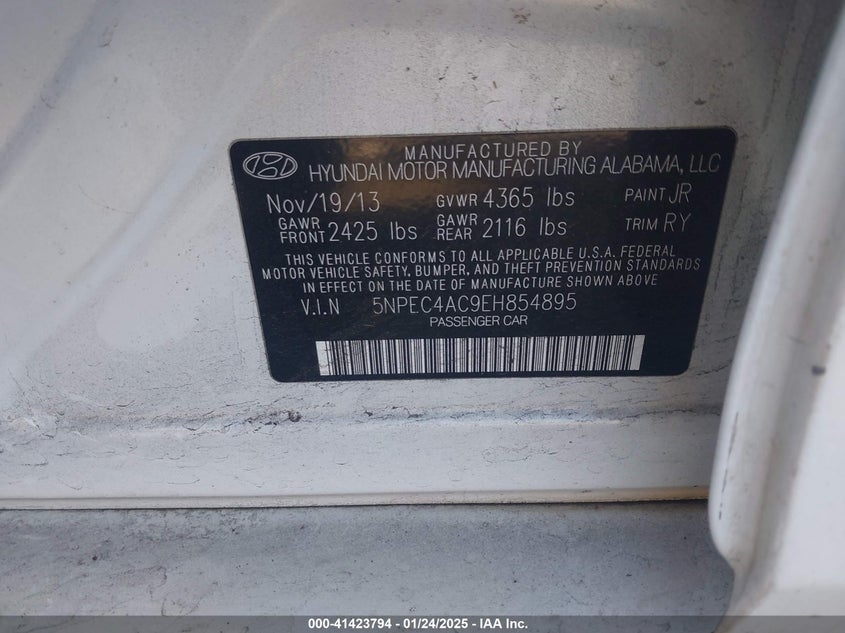 MANUFACTURED BY
HYUNDAI MOTOR MANUFACTURING ALABAMA, LLC
Nov/19/13 GVWR 4365 lbs PAINT JR
GAWR FRONT 2425 lbs GAWR REAR 2116 lbs TRIM RY
THIS VEHICLE CONFORMS TO ALL APPLICABLE U.S.A. FEDERAL
MOTOR VEHICLE SAFETY, BUMPER, AND THEFT PREVENTION STANDARDS
IN EFFECT ON THE DATE OF MANUFACTURE SHOWN ABOVE
V.I.N 5NPEC4AC9EH854895
PASSENGER CAR
000-41423794 - 01/24/2025 - IAA Inc.